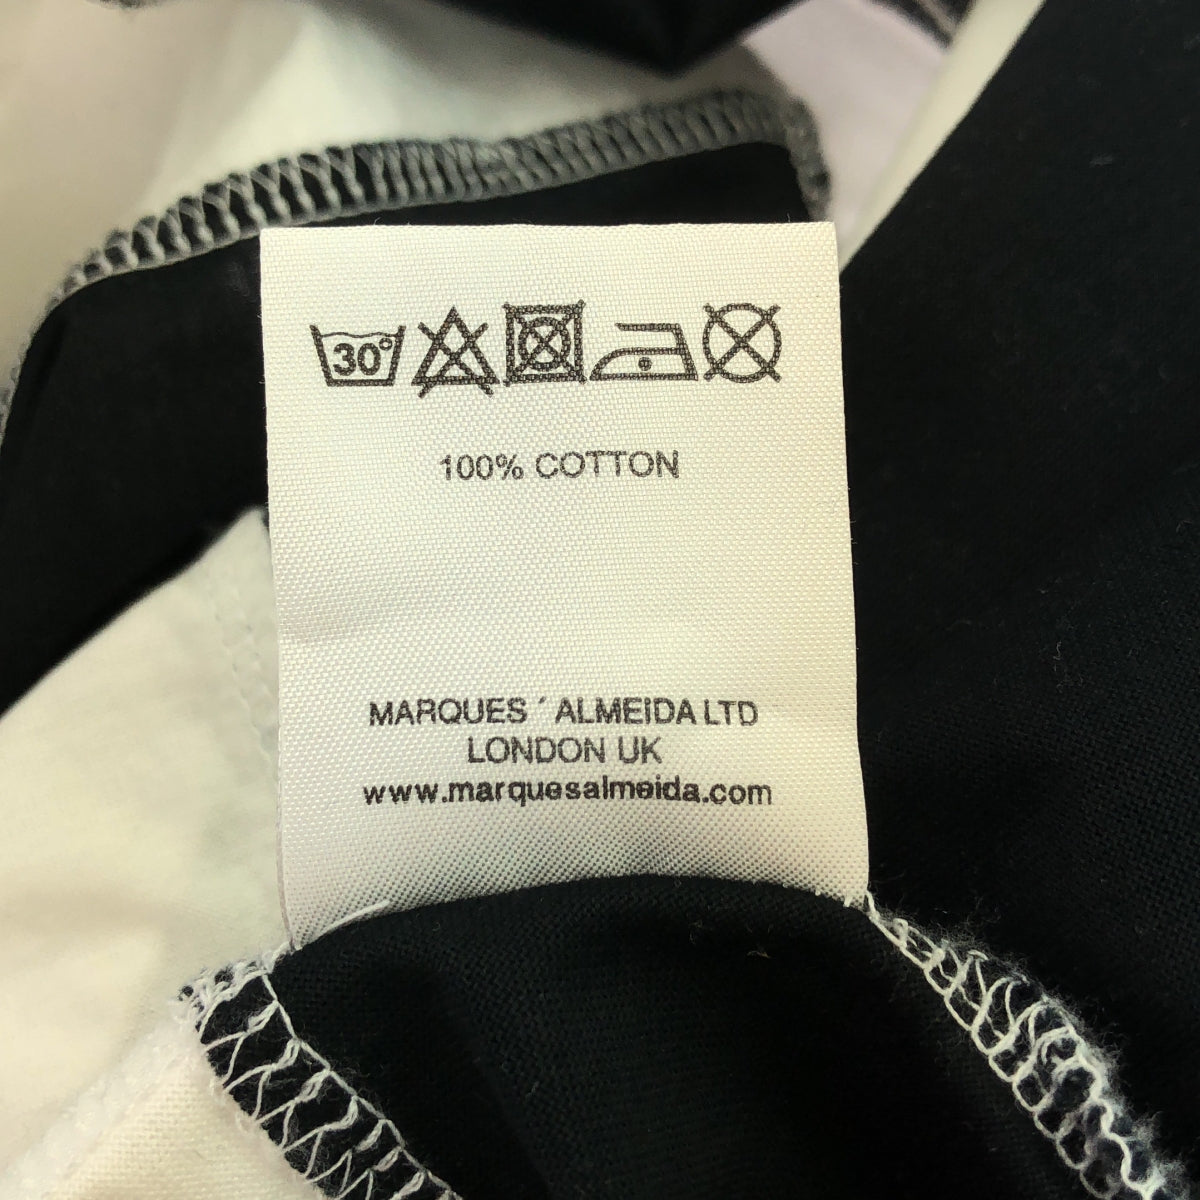 30°
100% COTTON
MARQUES ´ ALMEIDA LTD
LONDON UK
www.marquesalmeida.com